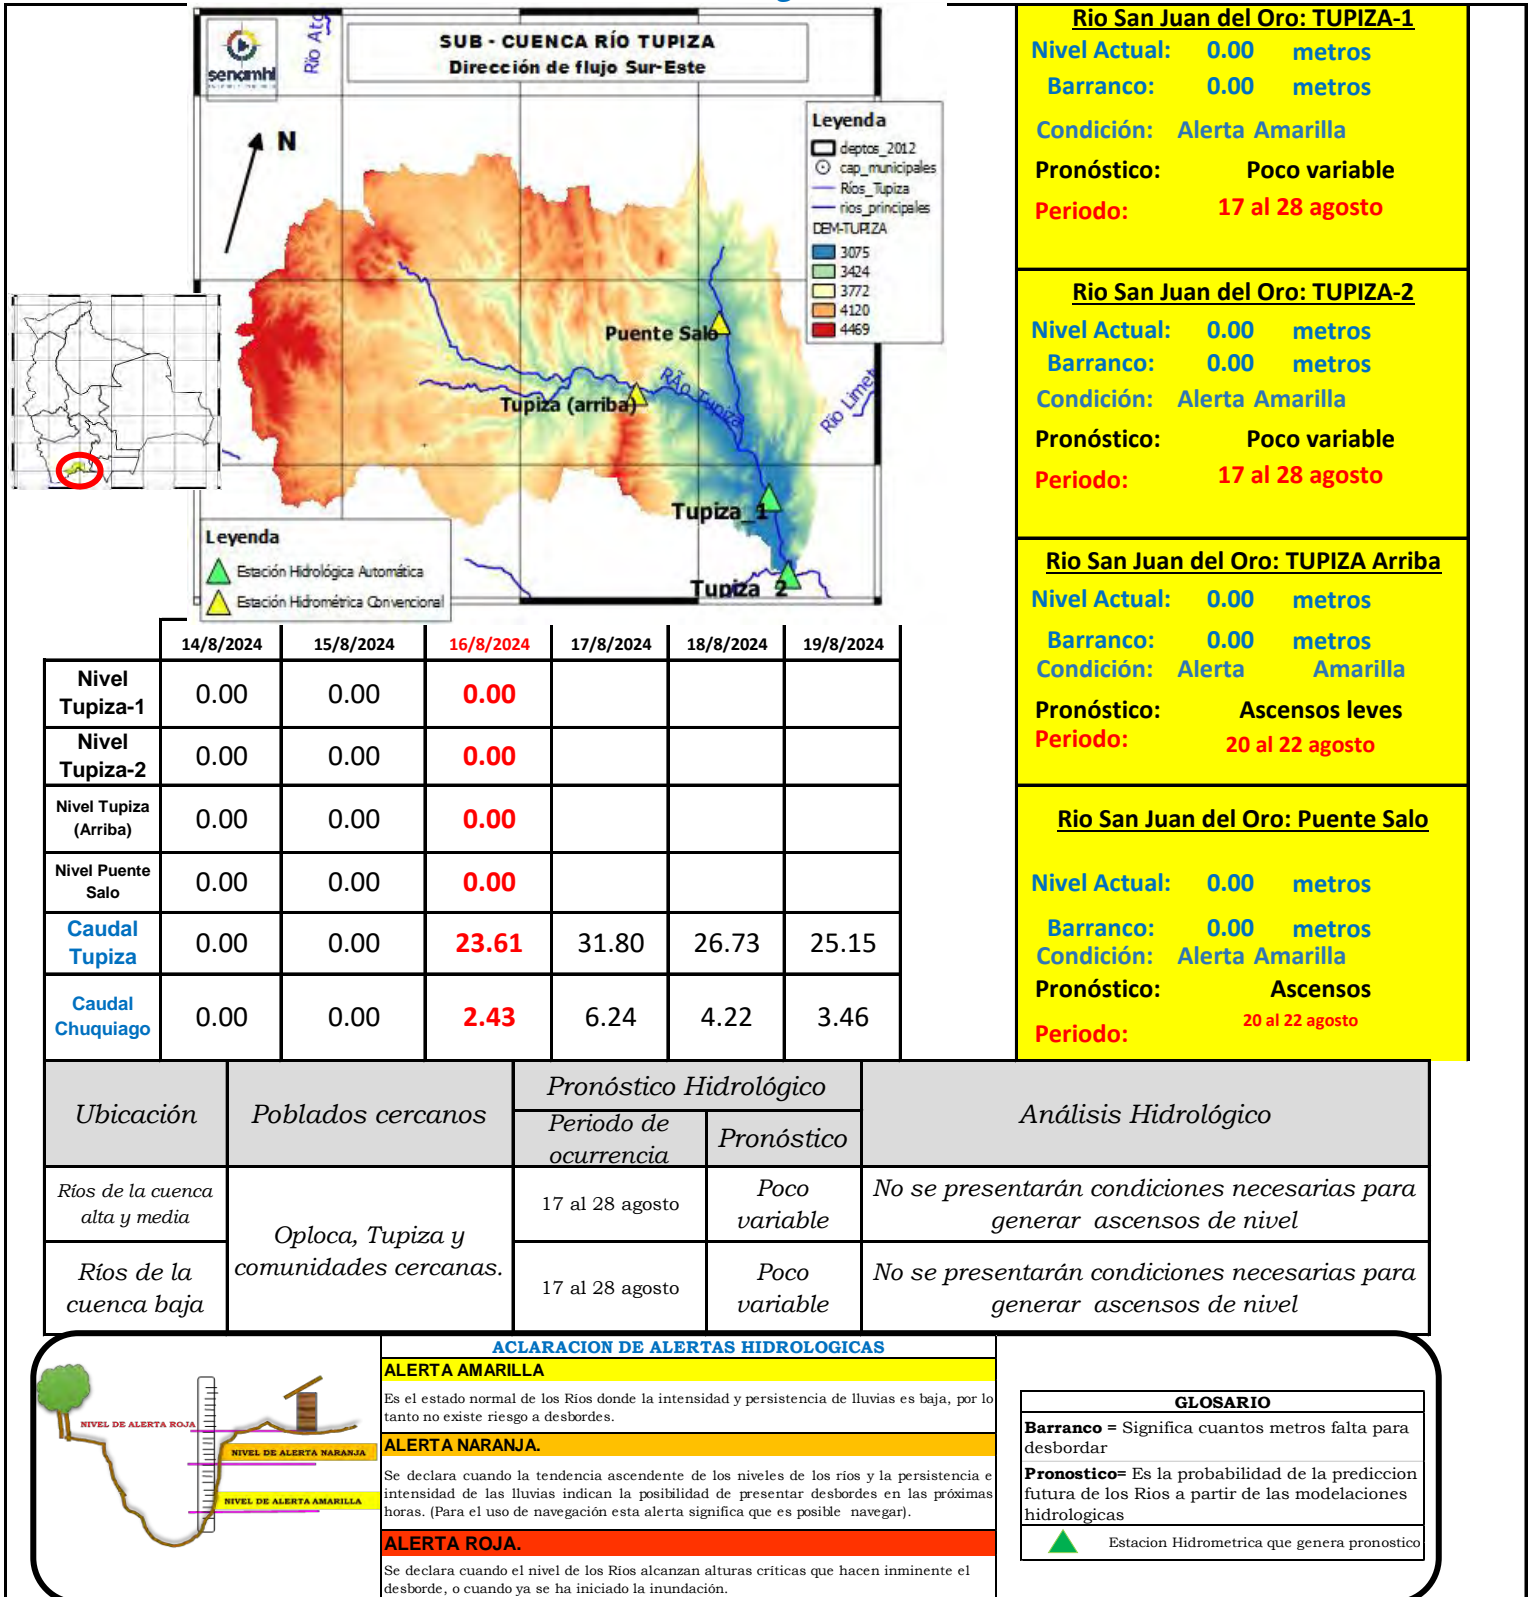 senamhi
Río Ato
SUB - CUENCA RÍO TUPIZA
Dirección de flujo Sur-Este
N
Leyenda
deptos_2012
cap_municipales
Ríos_Tupiza
rios_principales
DEM-TUPIZA
3075
3424
3772
4120
4469
Puente Salo
RÃo Tupiza
Tupiza (arriba)
Rio Limet
Tupiza_1
Tupiza_2
Leyenda
Estación Hidrológica Automática
Estación Hidrométrica Convencional
Rio San Juan del Oro: TUPIZA-1
Nivel Actual: 0.00 metros
Barranco: 0.00 metros
Condición: Alerta Amarilla
Pronóstico: Poco variable
Periodo: 17 al 28 agosto
Rio San Juan del Oro: TUPIZA-2
Nivel Actual: 0.00 metros
Barranco: 0.00 metros
Condición: Alerta Amarilla
Pronóstico: Poco variable
Periodo: 17 al 28 agosto
Rio San Juan del Oro: TUPIZA Arriba
Nivel Actual: 0.00 metros
Barranco: 0.00 metros
Condición: Alerta Amarilla
Pronóstico: Ascensos leves
Periodo: 20 al 22 agosto
Rio San Juan del Oro: Puente Salo
Nivel Actual: 0.00 metros
Barranco: 0.00 metros
Condición: Alerta Amarilla
Pronóstico: Ascensos
Periodo: 20 al 22 agosto
14/8/2024 15/8/2024 16/8/2024 17/8/2024 18/8/2024 19/8/2024
Nivel
Tupiza-1 0.00 0.00 0.00
Nivel
Tupiza-2 0.00 0.00 0.00
Nivel Tupiza
(Arriba) 0.00 0.00 0.00
Nivel Puente
Salo 0.00 0.00 0.00
Caudal
Tupiza 0.00 0.00 23.61 31.80 26.73 25.15
Caudal
Chuquiago 0.00 0.00 2.43 6.24 4.22 3.46
Ubicación Poblados cercanos Pronóstico Hidrológico Análisis Hidrológico
Periodo de
ocurrencia Pronóstico
Ríos de la cuenca
alta y media
Oploca, Tupiza y
comunidades cercanas.
17 al 28 agosto
Poco
variable
No se presentarán condiciones necesarias para
generar ascensos de nivel
Ríos de la
cuenca baja
17 al 28 agosto
Poco
variable
No se presentarán condiciones necesarias para
generar ascensos de nivel
NIVEL DE ALERTA ROJA
NIVEL DE ALERTA NARANJA
NIVEL DE ALERTA AMARILLA
ACLARACION DE ALERTAS HIDROLOGICAS
ALERTA AMARILLA
Es el estado normal de los Ríos donde la intensidad y persistencia de lluvias es baja, por lo
tanto no existe riesgo a desbordes.
ALERTA NARANJA.
Se declara cuando la tendencia ascendente de los niveles de los ríos y la persistencia e
intensidad de las lluvias indican la posibilidad de presentar desbordes en las próximas
horas. (Para el uso de navegación esta alerta significa que es posible navegar).
ALERTA ROJA.
Se declara cuando el nivel de los Ríos alcanzan alturas críticas que hacen inminente el
desborde, o cuando ya se ha iniciado la inundación.
GLOSARIO
Barranco = Significa cuantos metros falta para
desbordar
Pronostico= Es la probabilidad de la prediccion
futura de los Rios a partir de las modelaciones
hidrologicas
Estacion Hidrometrica que genera pronostico